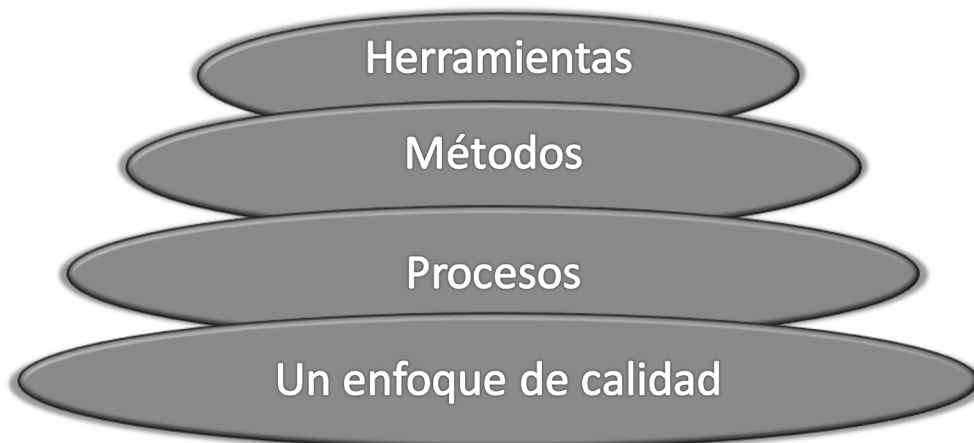 Herramientas
Métodos
Procesos
Un enfoque de calidad